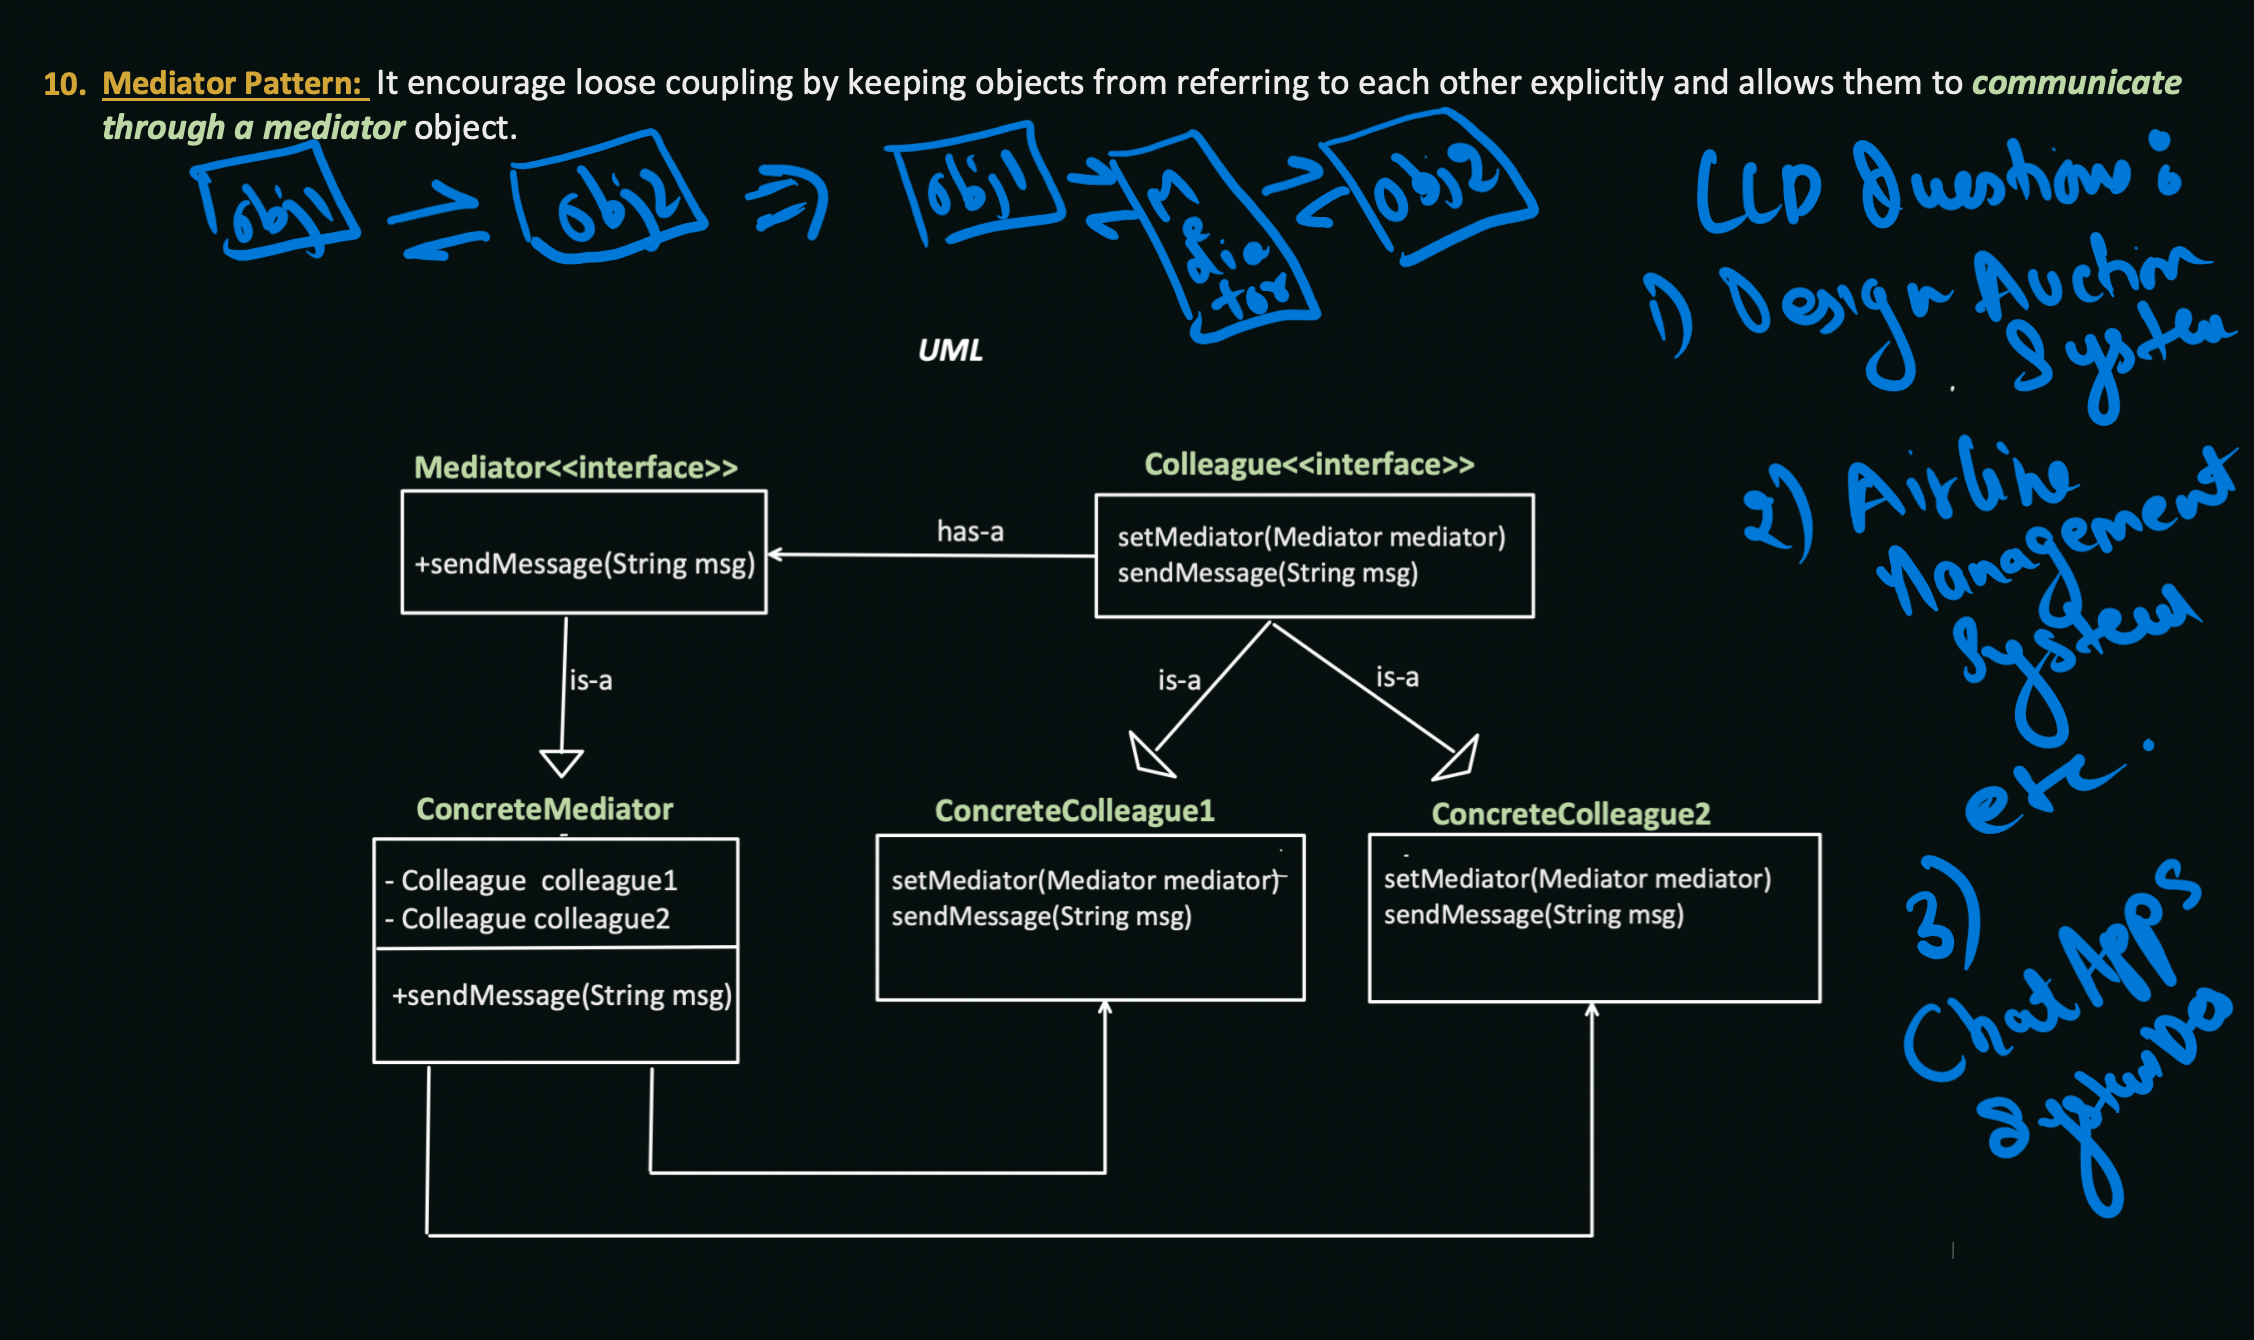 10. Mediator Pattern: It encourage loose coupling by keeping objects from referring to each other explicitly and allows them to communicate
through a mediator object.
obj1
obj2
obj1
Mediator
obj2
LLD Question:
1) Design Auction
System
2) Airline
Management
System
etc.
3)
Chat Apps
UML
Mediator<<interface>>
+sendMessage(String msg)
has-a
Colleague<<interface>>
setMediator(Mediator mediator)
sendMessage(String msg)
is-a
is-a
is-a
ConcreteMediator
- Colleague colleague1
- Colleague colleague2
+sendMessage(String msg)
ConcreteColleague1
setMediator(Mediator mediator)
sendMessage(String msg)
ConcreteColleague2
setMediator(Mediator mediator)
sendMessage(String msg)